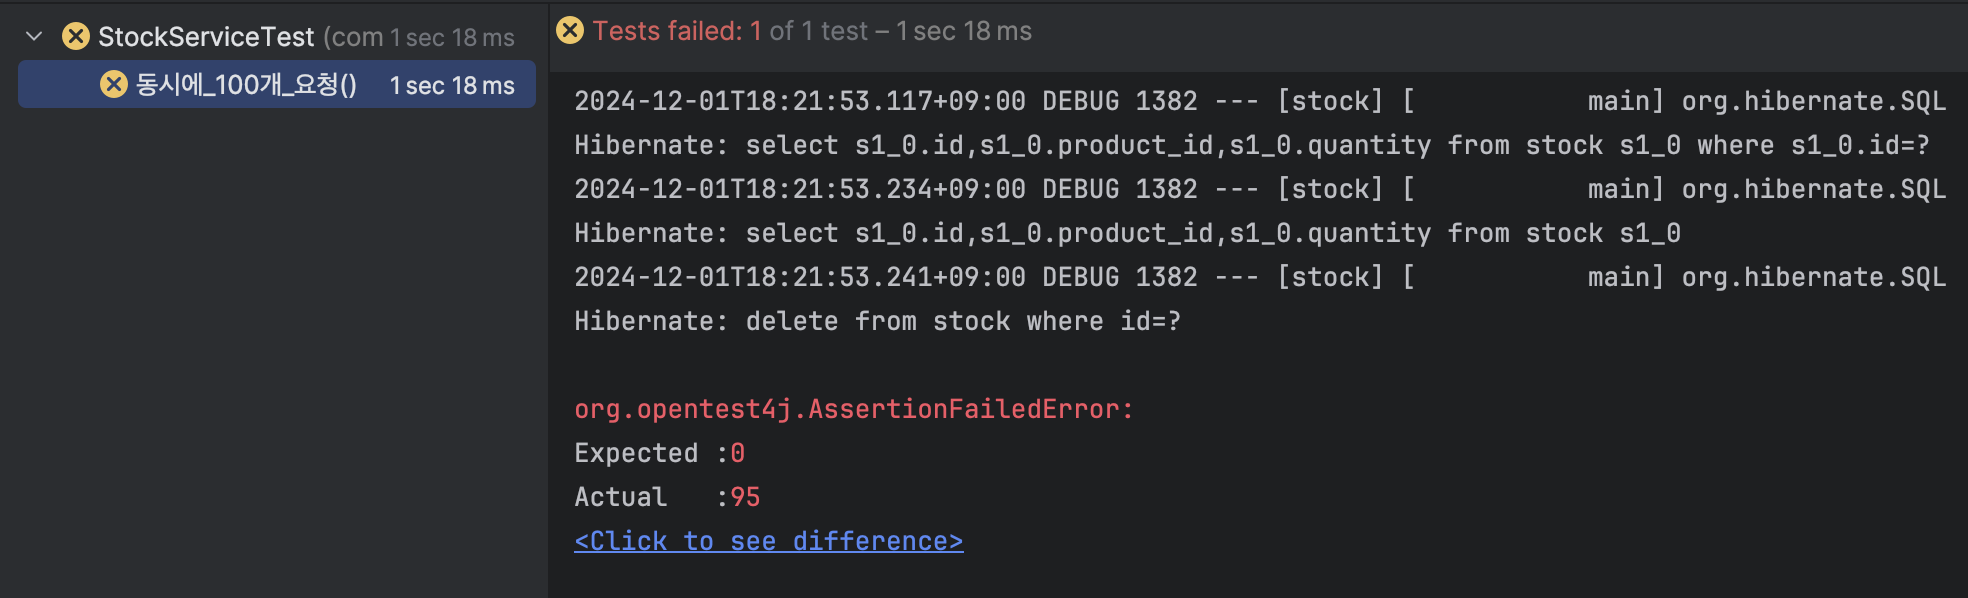 StockServiceTest (com 1 sec 18 ms
동시에_100개_요청() 1 sec 18 ms
Tests failed: 1 of 1 test – 1 sec 18 ms
2024-12-01T18:21:53.117+09:00 DEBUG 1382 --- [stock] [           main] org.hibernate.SQL
Hibernate: select s1_0.id,s1_0.product_id,s1_0.quantity from stock s1_0 where s1_0.id=?
2024-12-01T18:21:53.234+09:00 DEBUG 1382 --- [stock] [           main] org.hibernate.SQL
Hibernate: select s1_0.id,s1_0.product_id,s1_0.quantity from stock s1_0
2024-12-01T18:21:53.241+09:00 DEBUG 1382 --- [stock] [           main] org.hibernate.SQL
Hibernate: delete from stock where id=?
org.opentest4j.AssertionFailedError:
Expected :0
Actual   :95
<Click to see difference>